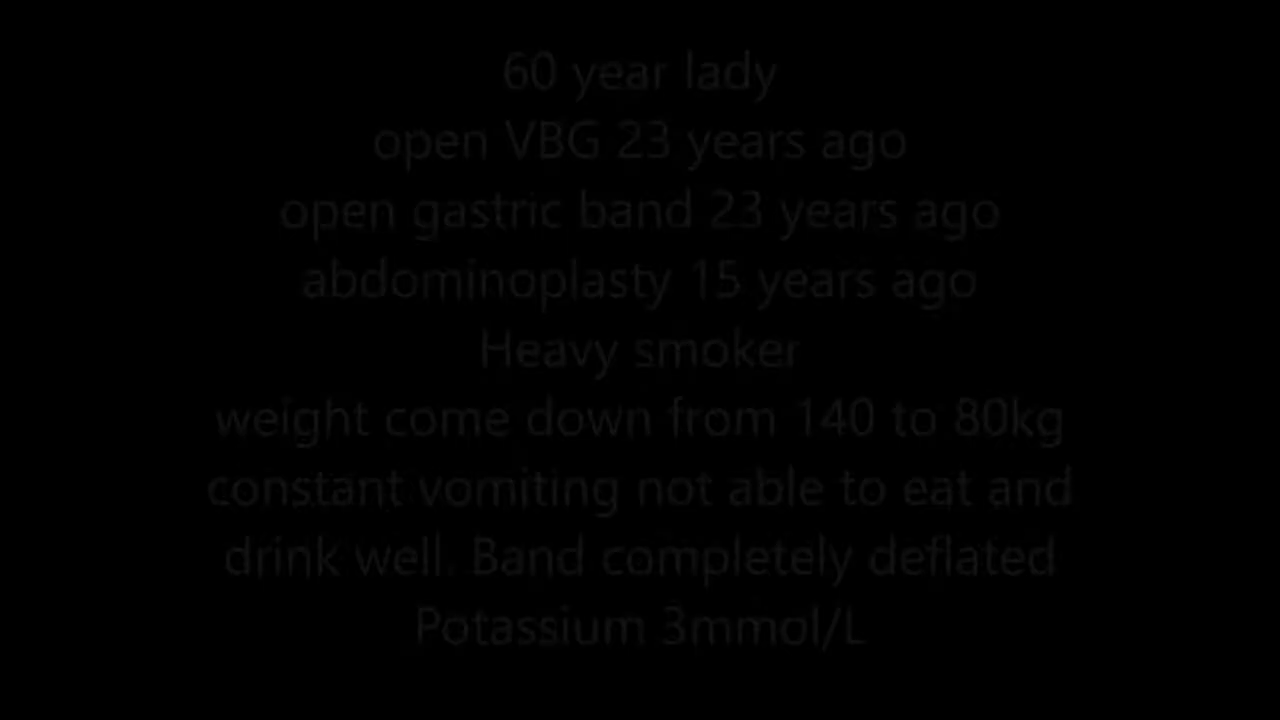 60 year lady
open VBG 23 years ago
open gastric band 23 years ago
abdominoplasty 15 years ago
Heavy smoker
weight come down from 140 to 80kg
constant vomiting not able to eat and
drink well. Band completely deflated
Potassium 3mmol/L